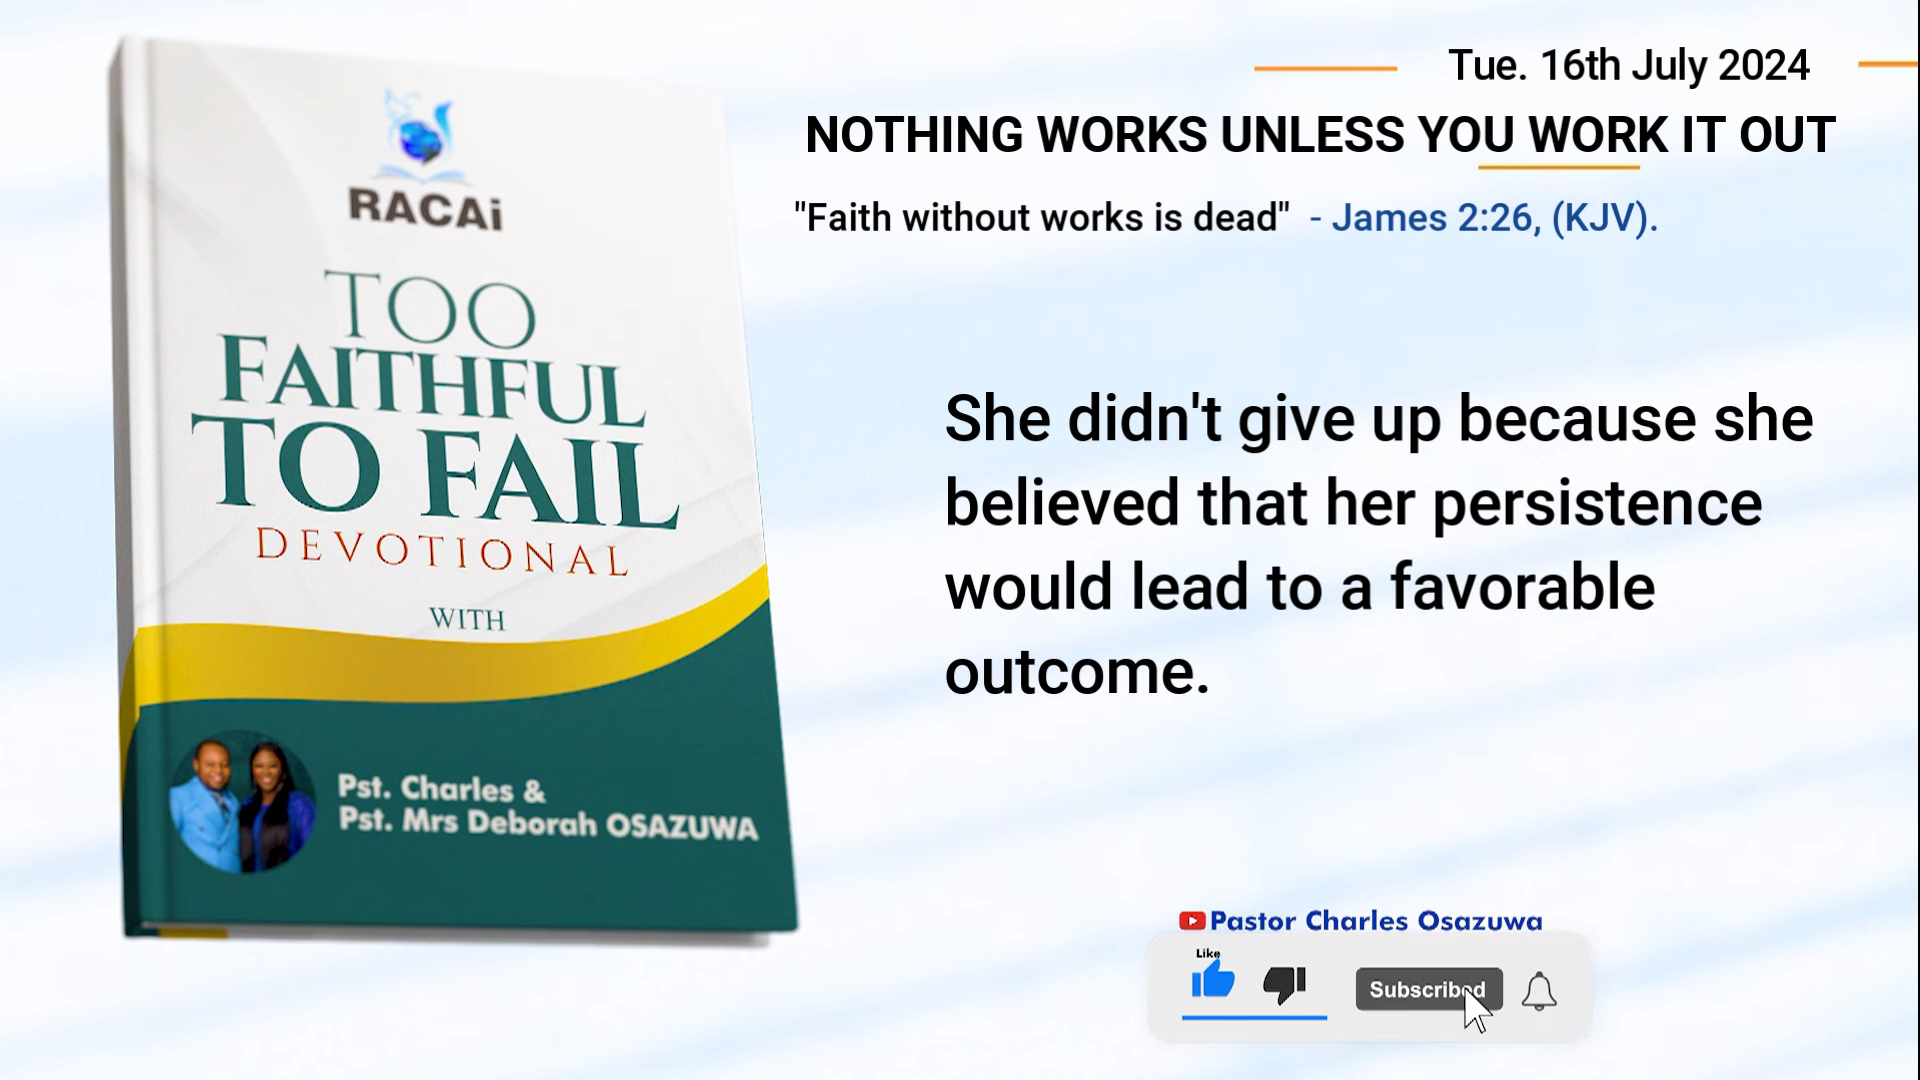 RACAi
TOO
FAITHFUL
TO FAIL
DEVOTIONAL
WITH
Pst. Charles &
Pst. Mrs Deborah OSAZUWA
Tue. 16th July 2024
NOTHING WORKS UNLESS YOU WORK IT OUT
"Faith without works is dead" - James 2:26, (KJV).
She didn't give up because she
believed that her persistence
would lead to a favorable
outcome.
Pastor Charles Osazuwa
Like
Subscribed